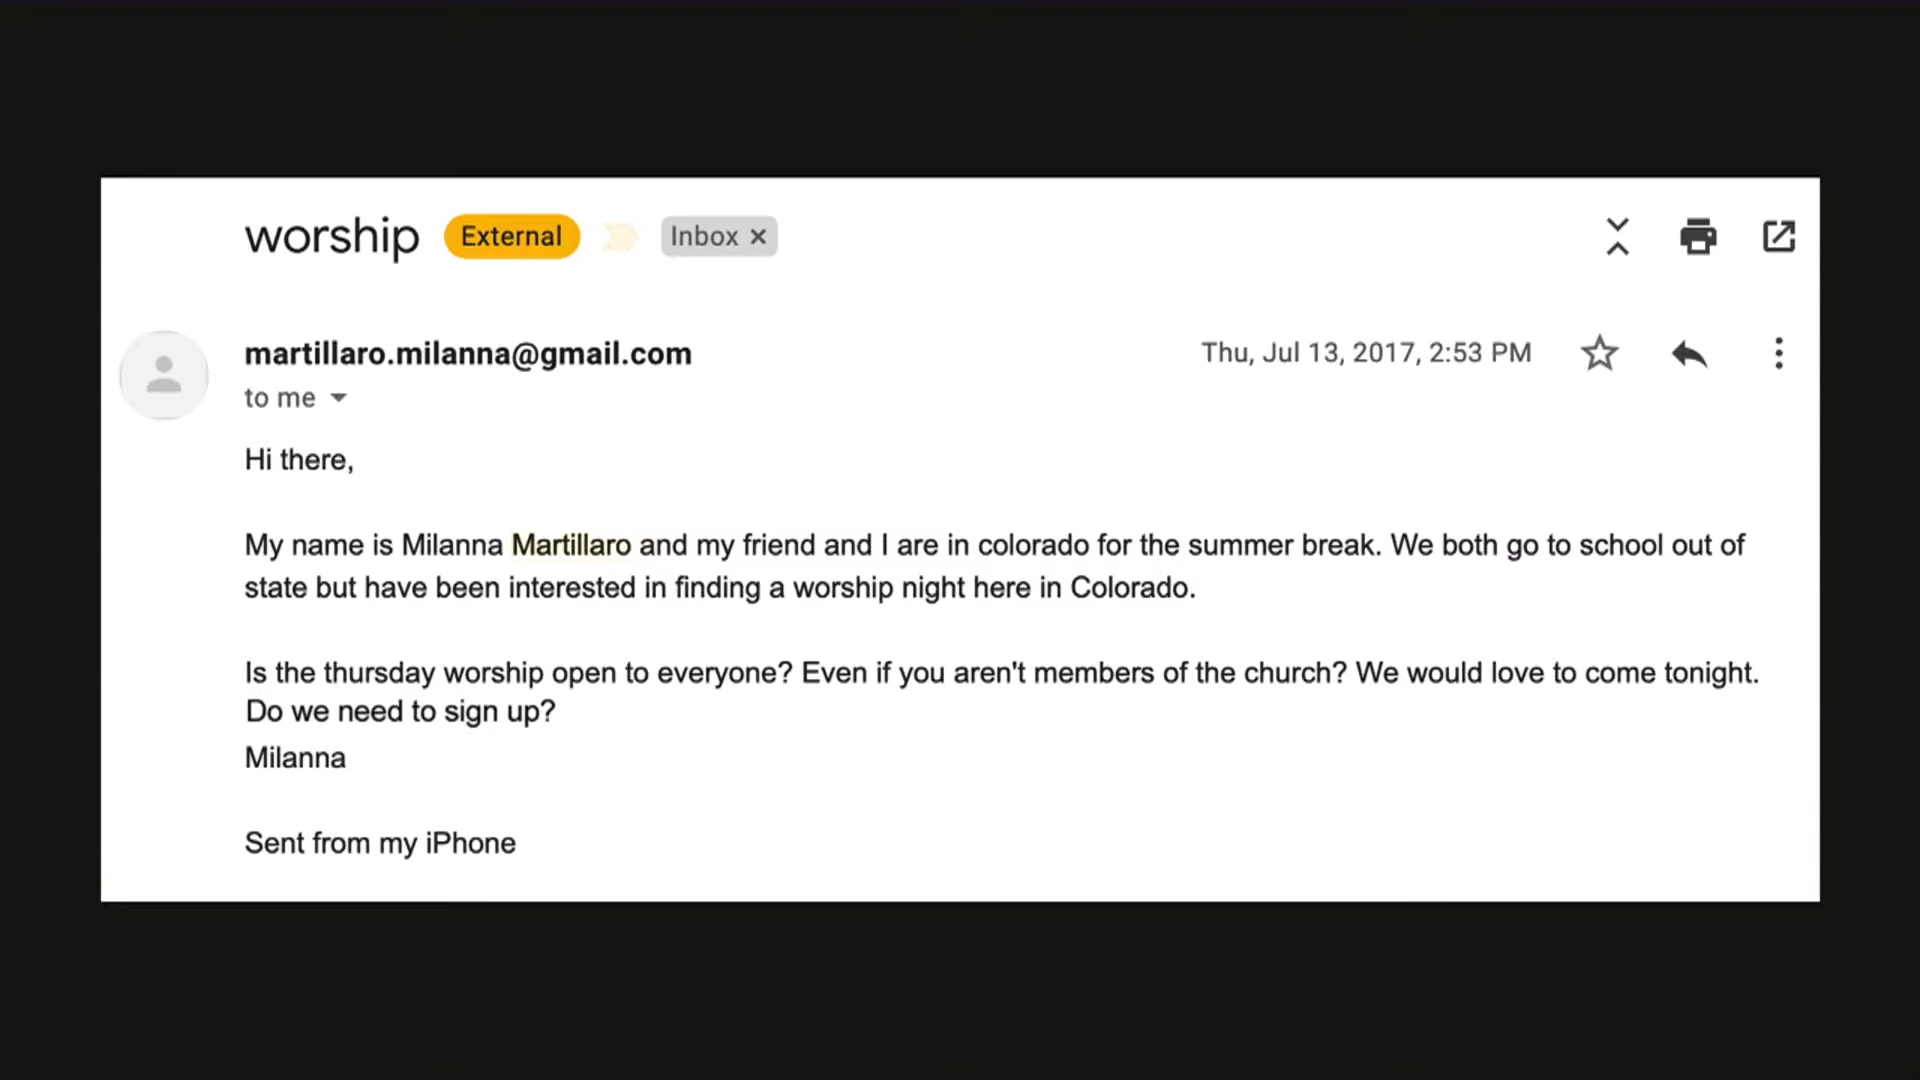 worship External Inbox ×
martillaro.milanna@gmail.com Thu, Jul 13, 2017, 2:53 PM
to me
Hi there,
My name is Milanna Martillaro and my friend and I are in colorado for the summer break. We both go to school out of
state but have been interested in finding a worship night here in Colorado.
Is the thursday worship open to everyone? Even if you aren't members of the church? We would love to come tonight.
Do we need to sign up?
Milanna
Sent from my iPhone